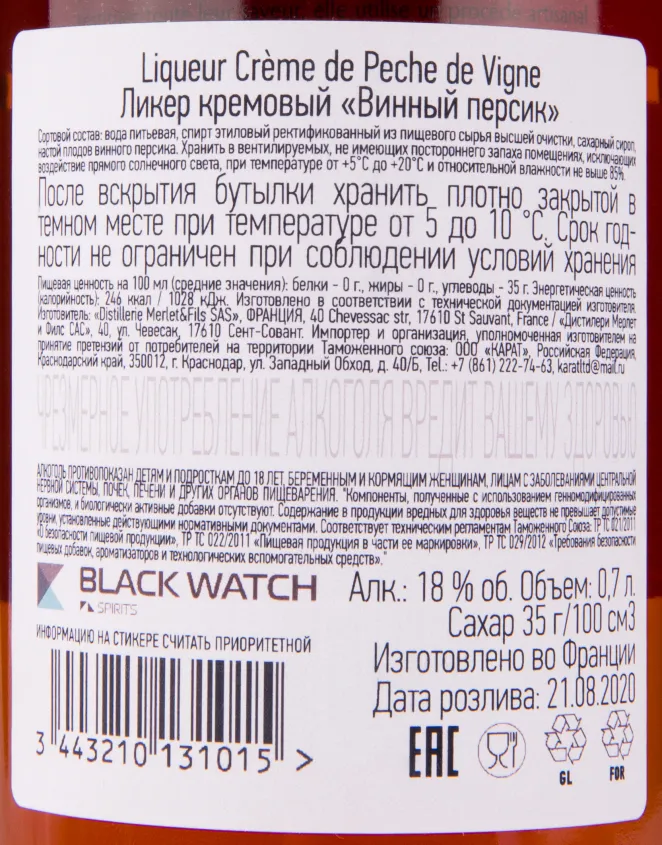 leur saveur, elle utilise un procédé artisanal
Liqueur Crème de Peche de Vigne
Ликер кремовый «Винный персик»
Сортовой состав: вода питьевая, спирт этиловый ректификованный из пищевого сырья высшей очистки, сахарный сироп,
настой плодов винного персика. Хранить в вентилируемых, не имеющих постороннего запаха помещениях, исключающих
воздействие прямого солнечного света, при температуре от +5°С до +20°С и относительной влажности не выше 85%.
После вскрытия бутылки хранить плотно закрытой в
темном месте при температуре от 5 до 10 °С. Срок год-
ности не ограничен при соблюдении условий хранения
Пищевая ценность на 100 мл (средние значения): белки - 0 г., жиры - 0 г., углеводы - 35 г. Энергетическая ценность
(калорийность): 246 ккал / 1028 кДж. Изготовлено в соответствии с технической документацией изготовителя.
Изготовитель: «Distillerie Merlet&Fils SAS», ФРАНЦИЯ, 40 Chevessac str, 17610 St Sauvant, France / «Дистилери Мерлет
и Филс САС», 40, ул. Чевесак, 17610 Сент-Совант. Импортер и организация, уполномоченная изготовителем на
принятие претензий от потребителей на территории Таможенного союза: ООО «КАРАТ», Российская Федерация,
Краснодарский край, 350012, г. Краснодар, ул. Западный Обход, д. 40/Б, Tel.: +7 (861) 222-74-63, karatltd@mail.ru
ЧРЕЗМЕРНОЕ УПОТРЕБЛЕНИЕ АЛКОГОЛЯ ВРЕДИТ ВАШЕМУ ЗДОРОВЬЮ
АЛКОГОЛЬ ПРОТИВОПОКАЗАН ДЕТЯМ И ПОДРОСТКАМ ДО 18 ЛЕТ, БЕРЕМЕННЫМ И КОРМЯЩИМ ЖЕНЩИНАМ, ЛИЦАМ С ЗАБОЛЕВАНИЯМИ ЦЕНТРАЛЬНОЙ
НЕРВНОЙ СИСТЕМЫ, ПОЧЕК, ПЕЧЕНИ И ДРУГИХ ОРГАНОВ ПИЩЕВАРЕНИЯ. "Компоненты, полученные с использованием генномодифицированных
организмов, и биологически активные добавки отсутствуют. Содержание в продукции вредных для здоровья веществ не превышает допустимые
уровни, установленные действующими нормативными документами. Соответствует техническим регламентам Таможенного Союза: ТР ТС 021/2011
«О безопасности пищевой продукции», ТР ТС 022/2011 "Пищевая продукция в части ее маркировки», ТР ТС 029/2012 «Требования безопасности
пищевых добавок, ароматизаторов и технологических вспомогательных средств»."
BLACK WATCH
SPIRITS
Алк.: 18 % об. Объем: 0,7 л.
Сахар 35 г/100 см3
ИНФОРМАЦИЮ НА СТИКЕРЕ СЧИТАТЬ ПРИОРИТЕТНОЙ
Изготовлено во Франции
Дата розлива: 21.08.2020
3 443210 131015 >
EAC
GL
FOR